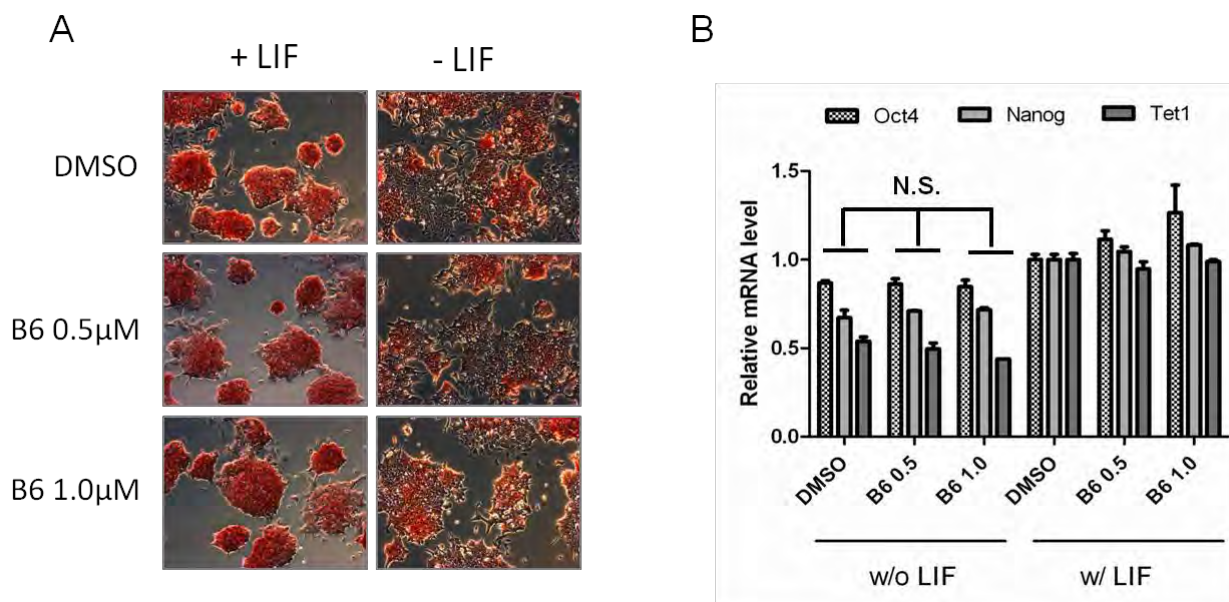 A
+ LIF
- LIF
DMSO
B6 0.5µM
B6 1.0µM
B
Oct4
Nanog
Tet1
N.S.
Relative mRNA level
1.5
1.0
0.5
0.0
DMSO
B6 0.5
B6 1.0
DMSO
B6 0.5
B6 1.0
w/o LIF
w/ LIF